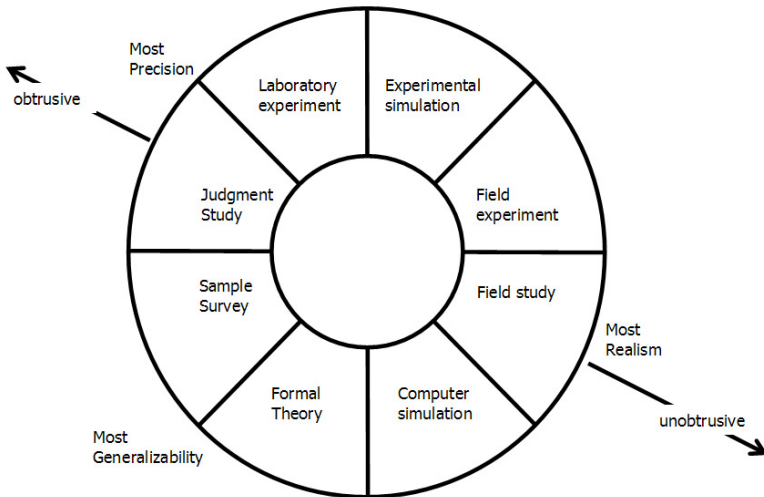 Most
Precision
obtrusive
Laboratory
experiment
Experimental
simulation
Judgment
Study
Field
experiment
Sample
Survey
Field study
Most
Realism
Formal
Theory
Computer
simulation
Most
Generalizability
unobtrusive